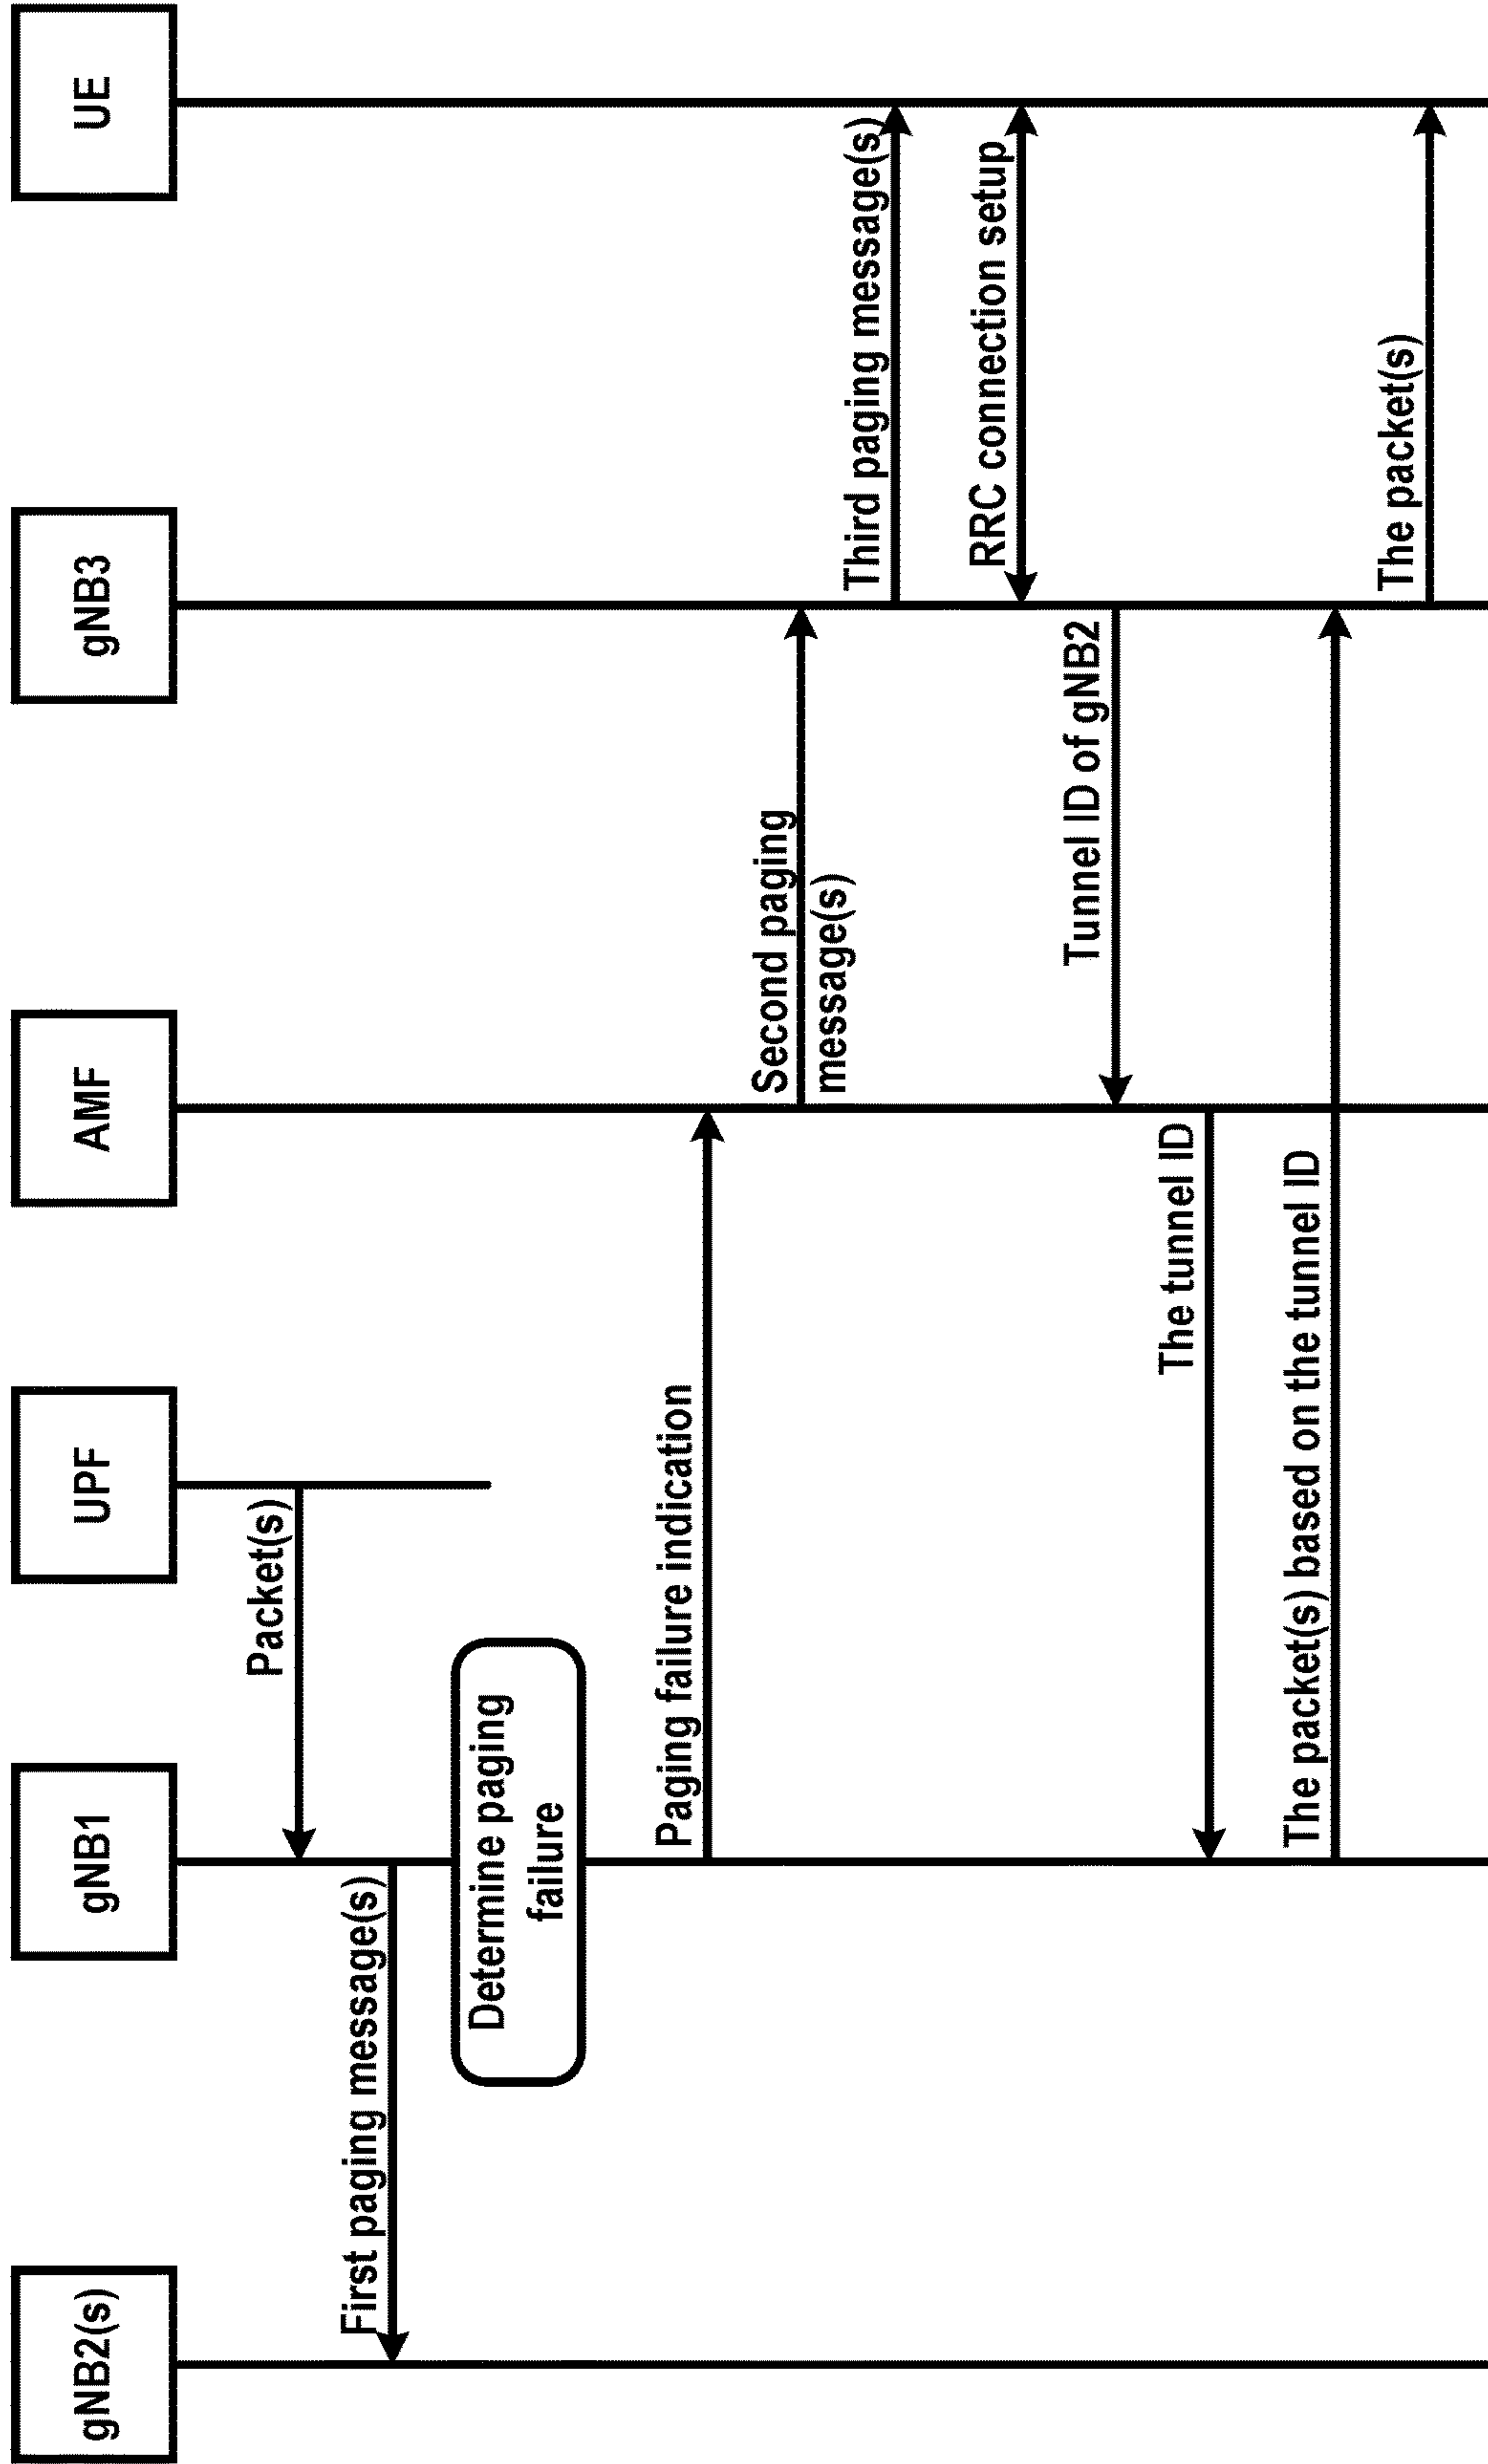 gNB2(s)
gNB1
UPF
AMF
gNB3
UE
Packet(s)
First paging message(s)
Determine paging
failure
Paging failure indication
Second paging
message(s)
Third paging message(s)
RRC connection setup
Tunnel ID of gNB2
The tunnel ID
The packet(s) based on the tunnel ID
The packet(s)